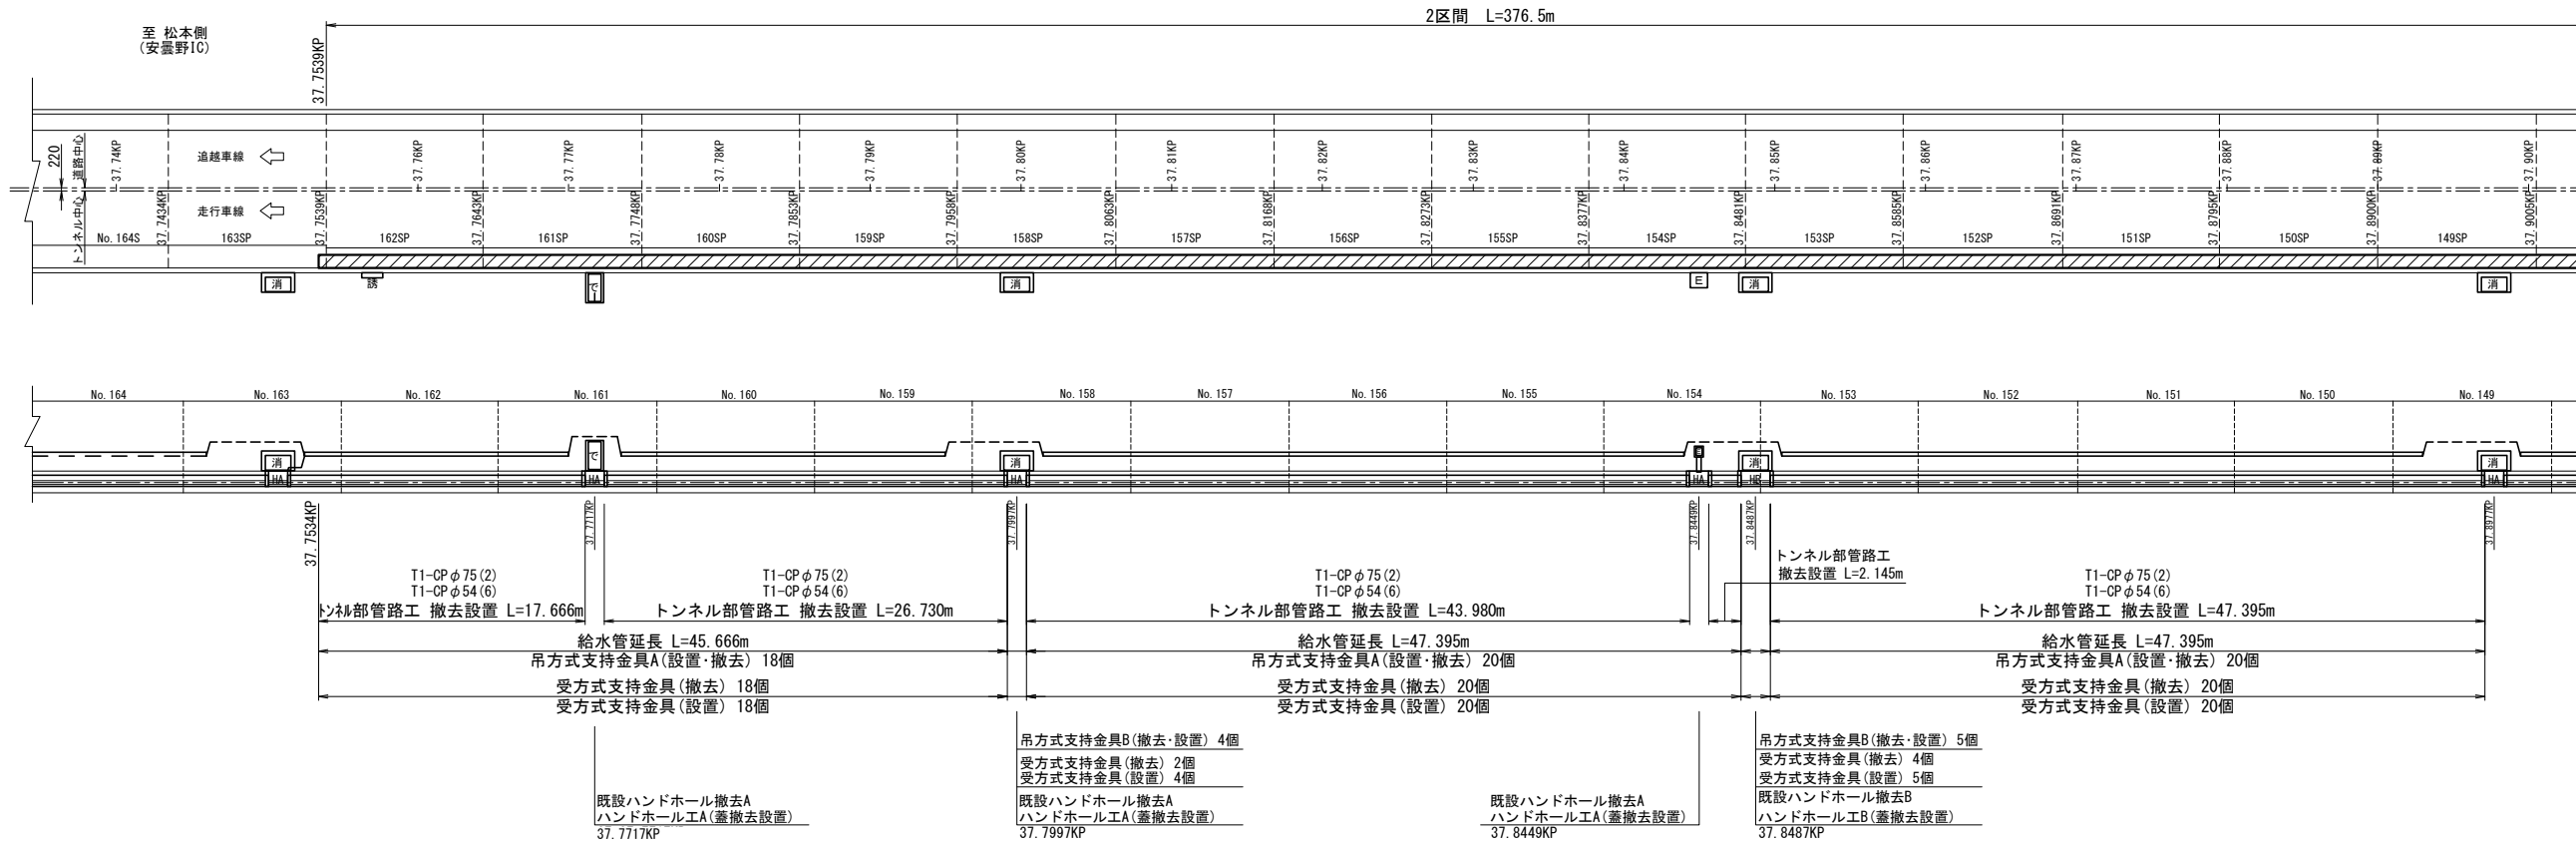 2区間 L=376.5m
至 松本側
(安曇野IC)
37.7539KP
220
道路中心
トンネル中心
追越車線
走行車線
37.74KP
37.76KP
37.77KP
37.78KP
37.79KP
37.80KP
37.81KP
37.82KP
37.83KP
37.84KP
37.85KP
37.86KP
37.87KP
37.88KP
37.89KP
37.90KP
37.7434KP
37.7539KP
37.7643KP
37.7748KP
37.7853KP
37.7958KP
37.8063KP
37.8168KP
37.8273KP
37.8377KP
37.8481KP
37.8585KP
37.8691KP
37.8795KP
37.8900KP
37.9005KP
No.164S
163SP
162SP
161SP
160SP
159SP
158SP
157SP
156SP
155SP
154SP
153SP
152SP
151SP
150SP
149SP
消
誘
で
消
E
消
消
No.164
No.163
No.162
No.161
No.160
No.159
No.158
No.157
No.156
No.155
No.154
No.153
No.152
No.151
No.150
No.149
消
で
消
E
消
消
HA
HA
HA
HA
HB
HA
37.7534KP
37.7717KP
37.7997KP
37.8449KP
37.8487KP
37.8977KP
トンネル部管路工
撤去設置 L=2.145m
T1-CPφ75(2)
T1-CPφ54(6)
トンネル部管路工 撤去設置 L=17.666m
T1-CPφ75(2)
T1-CPφ54(6)
トンネル部管路工 撤去設置 L=26.730m
T1-CPφ75(2)
T1-CPφ54(6)
トンネル部管路工 撤去設置 L=43.980m
T1-CPφ75(2)
T1-CPφ54(6)
トンネル部管路工 撤去設置 L=47.395m
給水管延長 L=45.666m
吊方式支持金具A(設置・撤去) 18個
受方式支持金具(撤去) 18個
受方式支持金具(設置) 18個
給水管延長 L=47.395m
吊方式支持金具A(設置・撤去) 20個
受方式支持金具(撤去) 20個
受方式支持金具(設置) 20個
給水管延長 L=47.395m
吊方式支持金具A(設置・撤去) 20個
受方式支持金具(撤去) 20個
受方式支持金具(設置) 20個
既設ハンドホール撤去A
ハンドホール工A(蓋撤去設置)
37.7717KP
吊方式支持金具B(撤去・設置) 4個
受方式支持金具(撤去) 2個
受方式支持金具(設置) 4個
既設ハンドホール撤去A
ハンドホール工A(蓋撤去設置)
37.7997KP
既設ハンドホール撤去A
ハンドホール工A(蓋撤去設置)
37.8449KP
吊方式支持金具B(撤去・設置) 5個
受方式支持金具(撤去) 4個
受方式支持金具(設置) 5個
既設ハンドホール撤去B
ハンドホール工B(蓋撤去設置)
37.8487KP